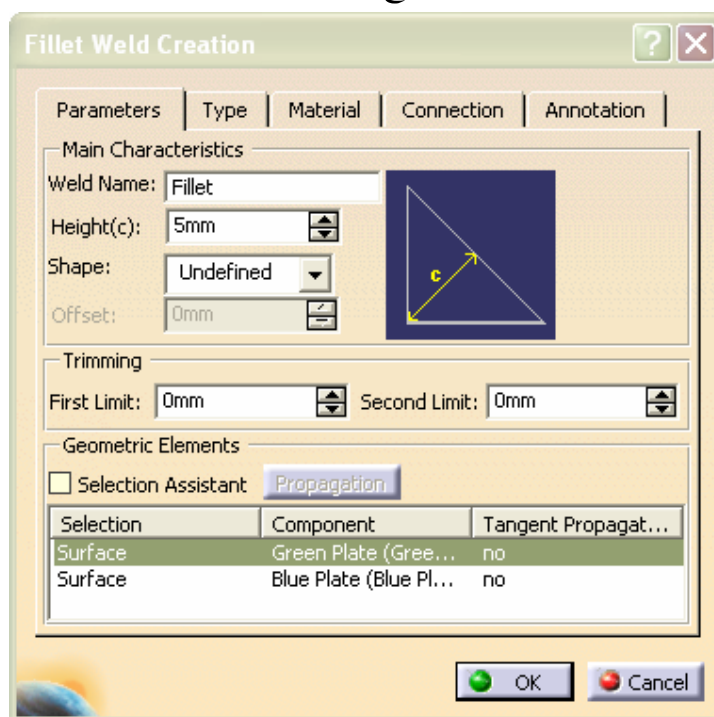 Fillet Weld Creation
Parameters Type Material Connection Annotation
Main Characteristics
Weld Name: Fillet
Height(c): 5mm
Shape: Undefined
c
Offset: 0mm
Trimming
First Limit: 0mm Second Limit: 0mm
Geometric Elements
Selection Assistant Propagation
Selection Component Tangent Propagat...
Surface Green Plate (Gree... no
Surface Blue Plate (Blue Pl... no
OK Cancel